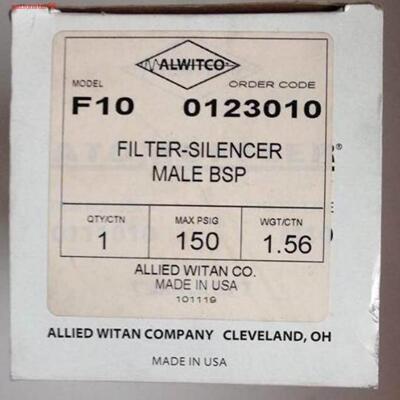 ALWITCO®
MODEL ORDER CODE
F10 0123010
FILTER-SILENCER
MALE BSP
QTY/CTN MAX PSIG WGT/CTN
1 150 1.56
ALLIED WITAN CO.
MADE IN USA
101119
ALLIED WITAN COMPANY CLEVELAND, OH
MADE IN USA